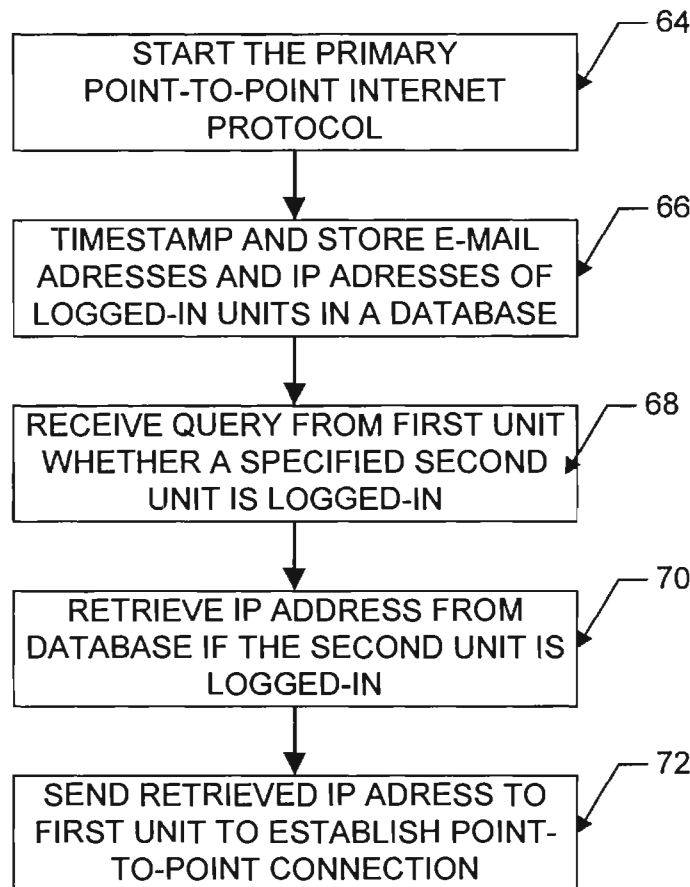 64
START THE PRIMARY
POINT-TO-POINT INTERNET
PROTOCOL
66
TIMESTAMP AND STORE E-MAIL
ADRESSES AND IP ADRESSES OF
LOGGED-IN UNITS IN A DATABASE
68
RECEIVE QUERY FROM FIRST UNIT
WHETHER A SPECIFIED SECOND
UNIT IS LOGGED-IN
70
RETRIEVE IP ADDRESS FROM
DATABASE IF THE SECOND UNIT IS
LOGGED-IN
72
SEND RETRIEVED IP ADRESS TO
FIRST UNIT TO ESTABLISH POINT-
TO-POINT CONNECTION